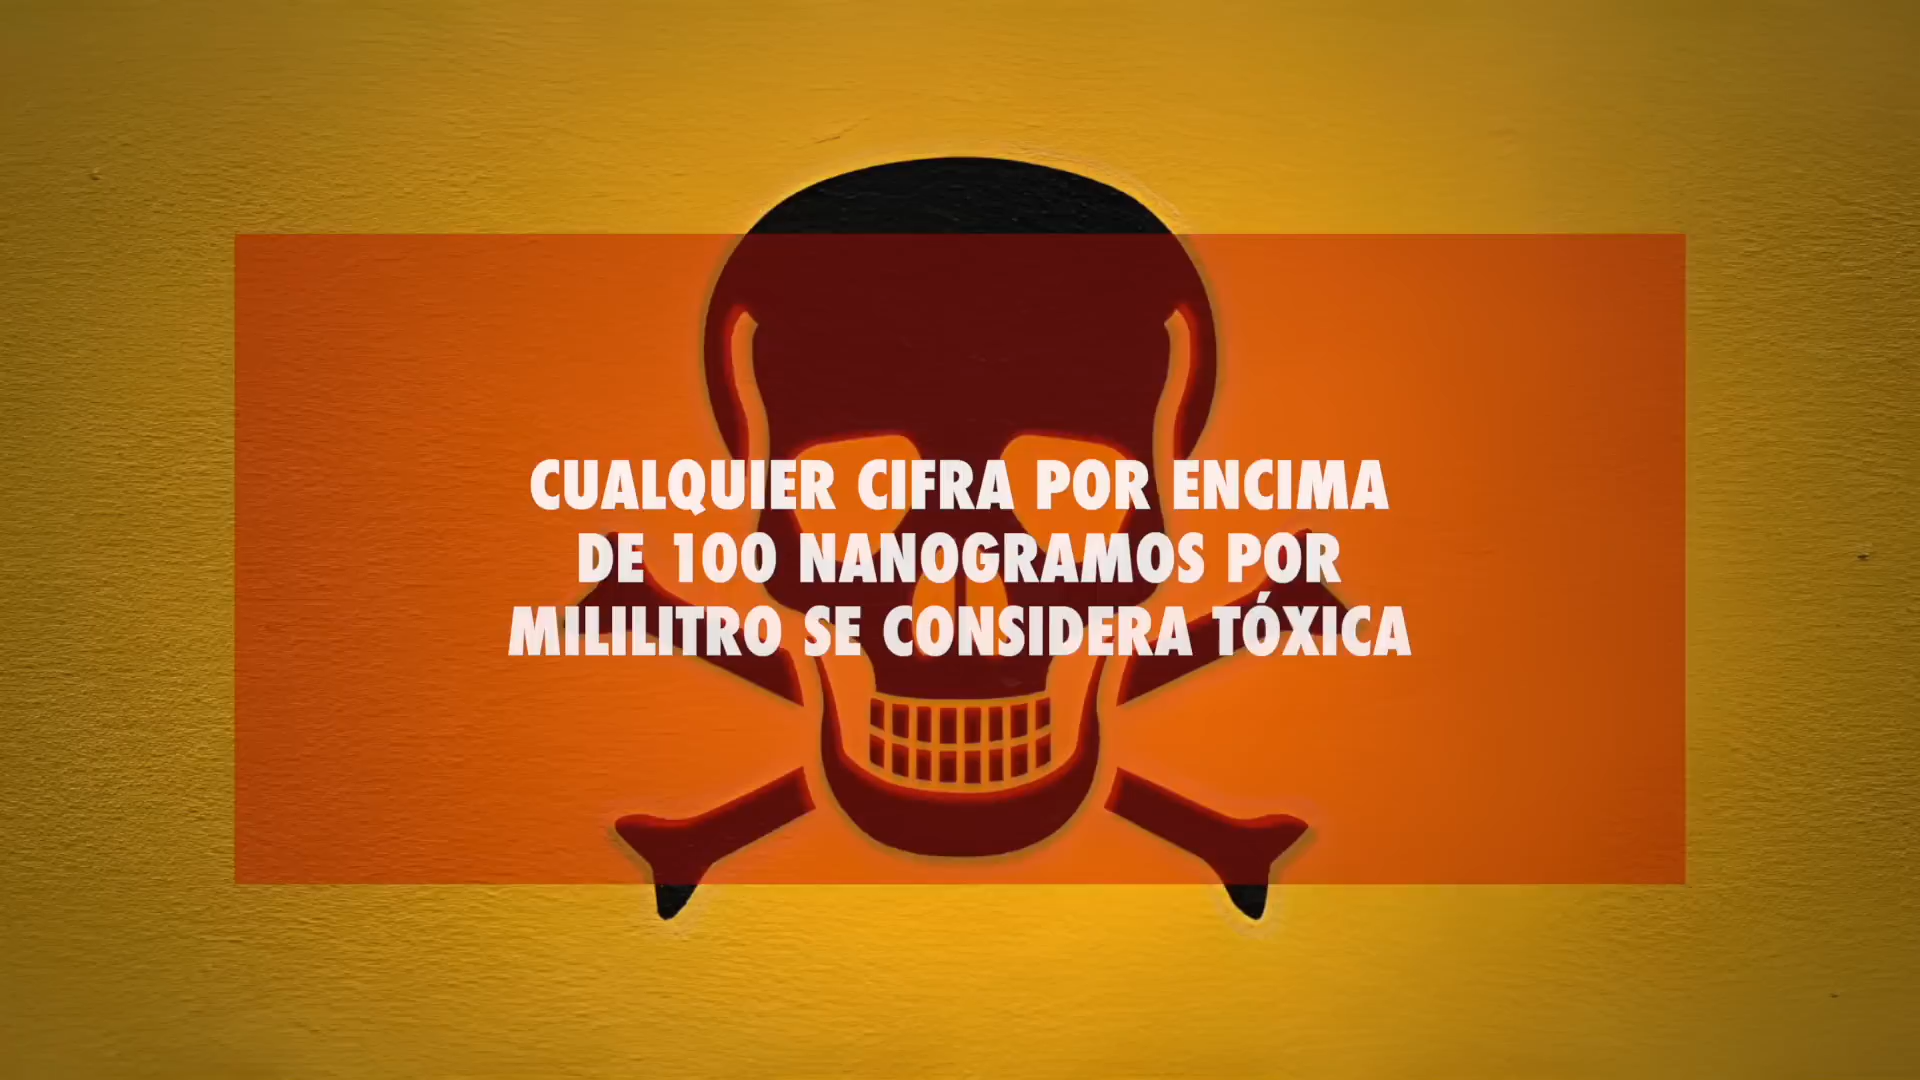 CUALQUIER CIFRA POR ENCIMA
DE 100 NANOGRAMOS POR
MILILITRO SE CONSIDERA TÓXICA